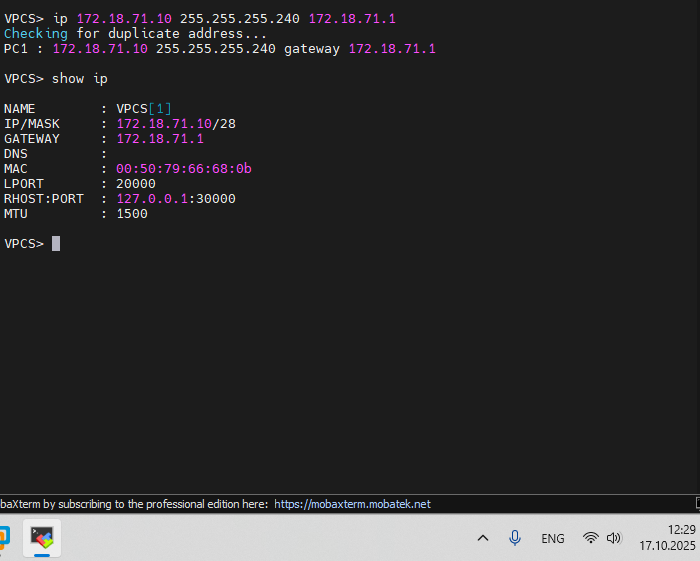 VPCS> ip 172.18.71.10 255.255.255.240 172.18.71.1
Checking for duplicate address...
PC1 : 172.18.71.10 255.255.255.240 gateway 172.18.71.1
VPCS> show ip
NAME        : VPCS[1]
IP/MASK     : 172.18.71.10/28
GATEWAY     : 172.18.71.1
DNS         :
MAC         : 00:50:79:66:68:0b
LPORT       : 20000
RHOST:PORT  : 127.0.0.1:30000
MTU         : 1500
VPCS>
baXterm by subscribing to the professional edition here: https://mobaxterm.mobatek.net
ENG
12:29
17.10.2025